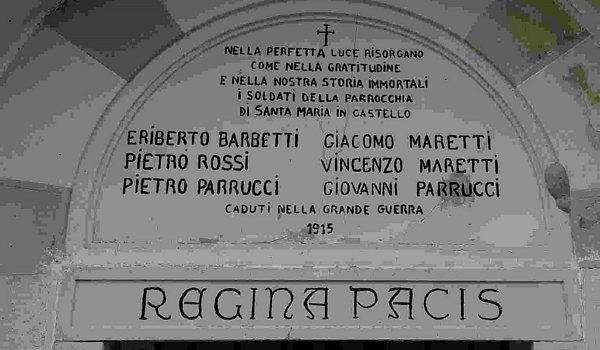 NELLA PERFETTA LUCE RISORGANO
COME NELLA GRATITUDINE
E NELLA NOSTRA STORIA IMMORTALI
I SOLDATI DELLA PARROCCHIA
DI SANTA MARIA IN CASTELLO
ERIBERTO BARBETTI GIACOMO MARETTI
PIETRO ROSSI VINCENZO MARETTI
PIETRO PARRUCCI GIOVANNI PARRUCCI
CADUTI NELLA GRANDE GUERRA
1915
REGINA PACIS